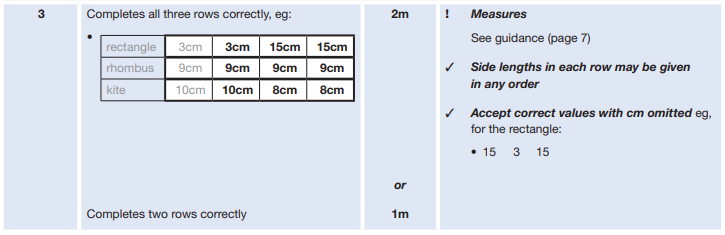 3 Completes all three rows correctly, eg: 2m ! Measures
See guidance (page 7)
• rectangle 3cm 3cm 15cm 15cm
rhombus 9cm 9cm 9cm 9cm
kite 10cm 10cm 8cm 8cm
✓ Side lengths in each row may be given
in any order
✓ Accept correct values with cm omitted eg,
for the rectangle:
• 15 3 15
or
Completes two rows correctly 1m